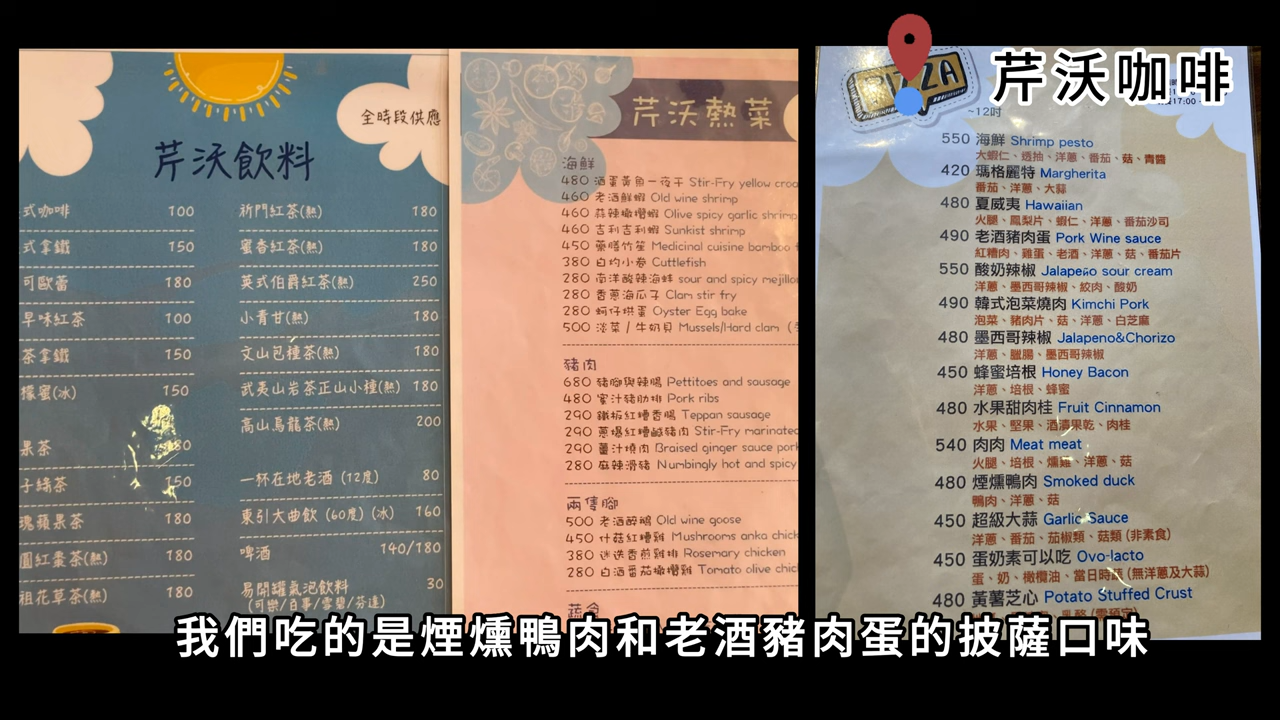 芹沃咖啡
全時段供應
芹沃飲料
式咖啡 100
式拿鐵 150
可歐蕾 180
早味紅茶 100
茶拿鐵 150
檬蜜(冰) 150
果茶
子綠茶 150
瑰蘋果茶 180
圓紅棗茶(熱) 180
祖花草茶(熱) 180
祈門紅茶(熱) 180
蜜香紅茶(熱) 180
英式伯爵紅茶(熱) 250
小青甘(熱) 180
文山包種茶(熱) 180
武夷山岩茶正山小種(熱) 180
高山烏龍茶(熱) 200
一杯在地老酒 (12度) 80
東引大曲飲 (60度) (冰) 160
啤酒 140/180
易開罐氣泡飲料 30
(可樂/百事/雪碧/芬達)
芹沃熱菜
海鮮
480 酒蛋黃魚一夜干 Stir-Fry yellow croa
460 老酒鮮蝦 Old wine shrimp
460 蒜辣橄欖蝦 Olive spicy garlic shrimp
460 吉利吉利蝦 Sunkist shrimp
450 藥膳竹笙 Medicinal cuisine bamboo
380 白灼小卷 Cuttlefish
280 南洋酸辣海蚌 sour and spicy mejillo
280 香蔥海瓜子 Clam stir fry
280 蚵仔烘蛋 Oyster Egg bake
500 淡菜 / 牛奶貝 Mussels/Hard clam
豬肉
680 豬腳與辣腸 Pettitoes and sausage
480 蜜汁豬肋排 Pork ribs
290 鐵板紅糟香腸 Teppan sausage
290 蔥爆紅糟鹹豬肉 Stir-Fry marinated
290 薑汁燒肉 Braised ginger sauce pork
280 麻辣滑豬 Numbingly hot and spicy
兩隻腳
500 老酒醉鵝 Old wine goose
450 什菇紅糟雞 Mushrooms anka chick
380 迷迭香煎雞排 Rosemary chicken
280 白酒番茄橄欖雞 Tomato olive chic
蔬食
~12吋
17:00
550 海鮮 Shrimp pesto
大蝦仁、透抽、洋蔥、番茄、菇、青醬
420 瑪格麗特 Margherita
番茄、洋蔥、大蒜
480 夏威夷 Hawaiian
火腿、鳳梨片、蝦仁、洋蔥、番茄沙司
490 老酒豬肉蛋 Pork Wine sauce
紅糟肉、雞蛋、老酒、洋蔥、菇、番茄片
550 酸奶辣椒 Jalapeño sour cream
洋蔥、墨西哥辣椒、絞肉、酸奶
490 韓式泡菜燒肉 Kimchi Pork
泡菜、豬肉片、菇、洋蔥、白芝麻
480 墨西哥辣椒 Jalapeno&Chorizo
洋蔥、臘腸、墨西哥辣椒
450 蜂蜜培根 Honey Bacon
洋蔥、培根、蜂蜜
480 水果甜肉桂 Fruit Cinnamon
水果、堅果、酒漬果乾、肉桂
540 肉肉 Meat meat
火腿、培根、燻雞、洋蔥、菇
480 煙燻鴨肉 Smoked duck
鴨肉、洋蔥、菇
450 超級大蒜 Garlic Sauce
洋蔥、番茄、茄椒類、菇類 (非素食)
450 蛋奶素可以吃 Ovo-lacto
蛋、奶、橄欖油、當日時蔬 (無洋蔥及大蒜)
480 黃薯芝心 Potato Stuffed Crust
我們吃的是煙燻鴨肉和老酒豬肉蛋的披薩口味